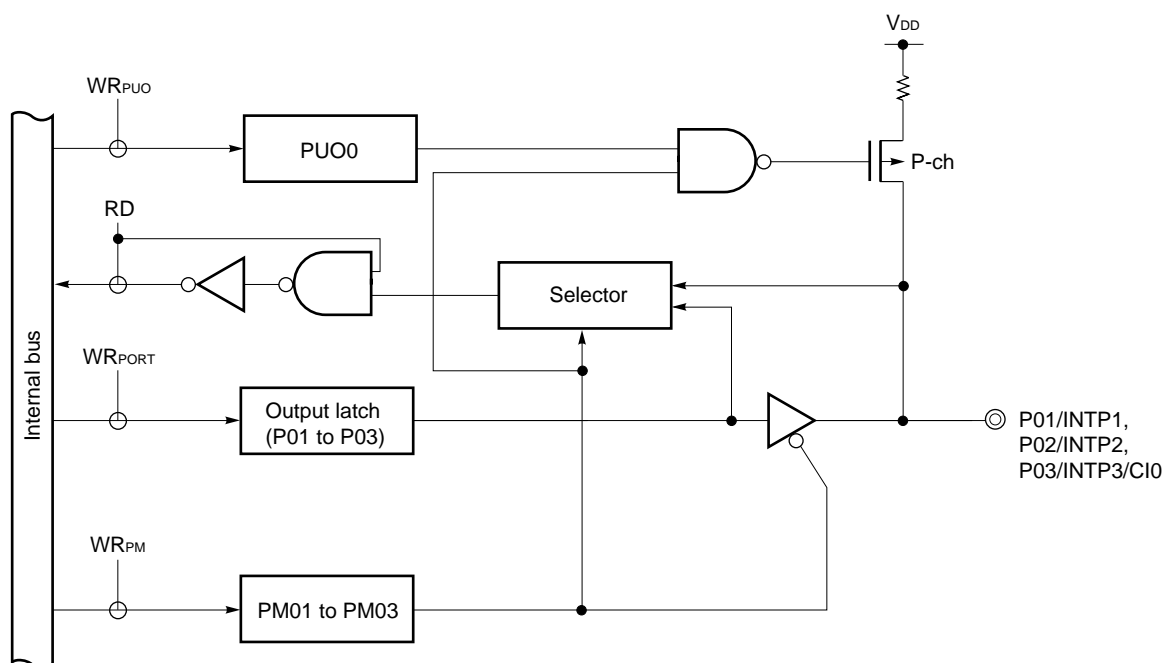 VDD
WRPUO
PUO0
P-ch
RD
Selector
Internal bus
WRPORT
Output latch
(P01 to P03)
P01/INTP1,
P02/INTP2,
P03/INTP3/CI0
WRPM
PM01 to PM03